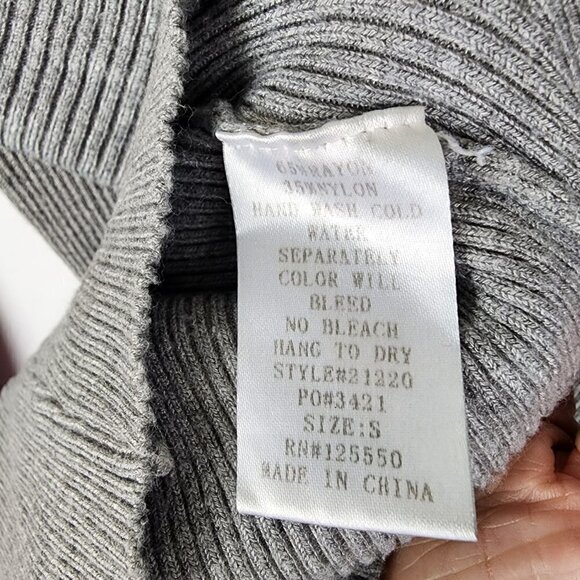 65%RAYON
35%NYLON
HAND WASH COLD
WATER
SEPARATELY
COLOR WILL
BLEED
NO BLEACH
HANG TO DRY
STYLE#21220
PO#3421
SIZE:S
RN#125550
MADE IN CHINA